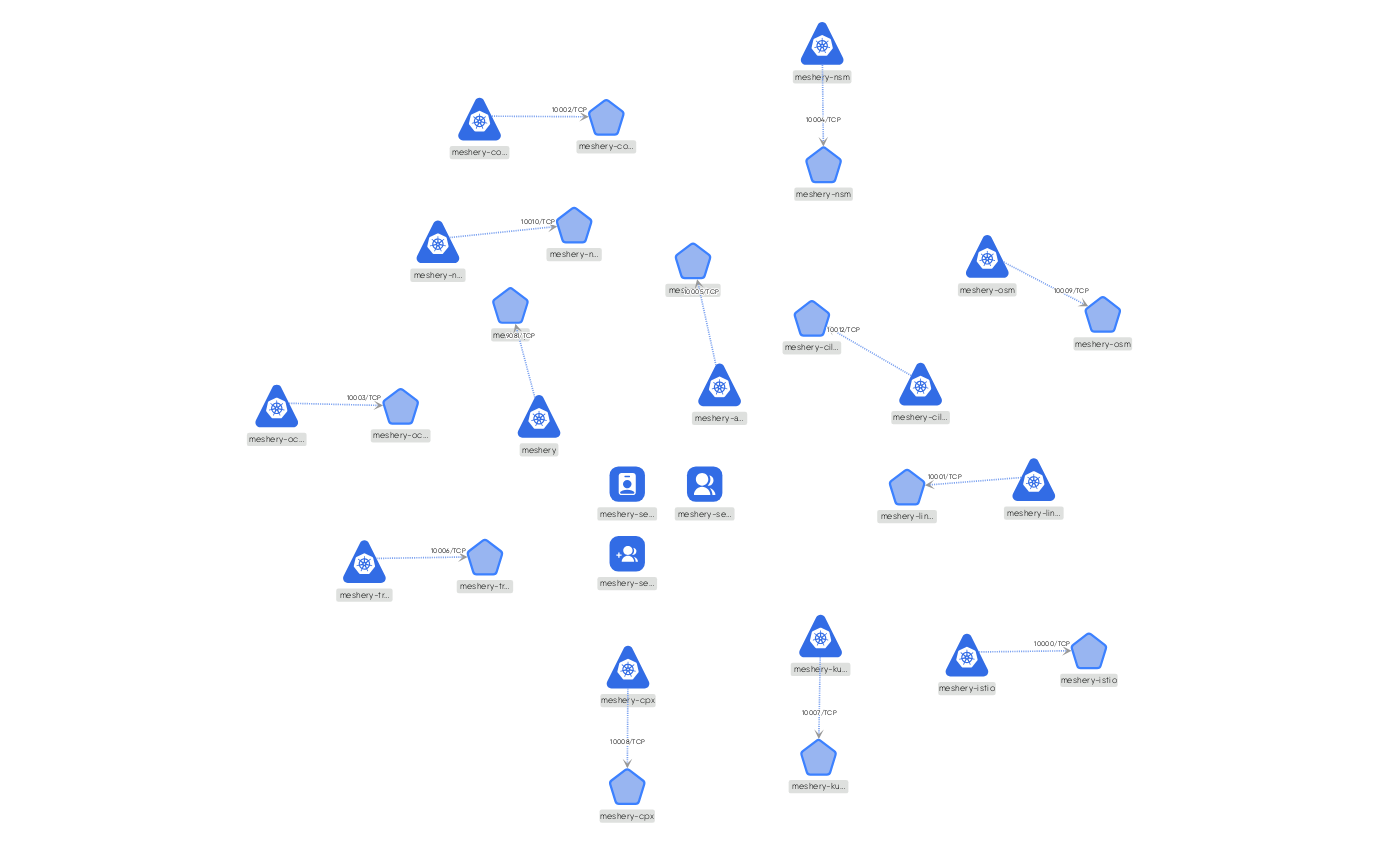 meshery-nsm
10004/TCP
meshery-nsm
10002/TCP
meshery-co...
meshery-co...
10010/TCP
meshery-n...
meshery-n...
10005/TCP
meshery-osm
10009/TCP
meshery-osm
9081/TCP
10012/TCP
meshery-cil...
meshery-cil...
10003/TCP
meshery-oc...
meshery-oc...
meshery-a...
meshery
10001/TCP
meshery-lin...
meshery-lin...
meshery-se...
meshery-se...
10006/TCP
meshery-tr...
meshery-tr...
meshery-se...
10000/TCP
meshery-istio
meshery-istio
meshery-ku...
10007/TCP
meshery-ku...
meshery-cpx
10008/TCP
meshery-cpx